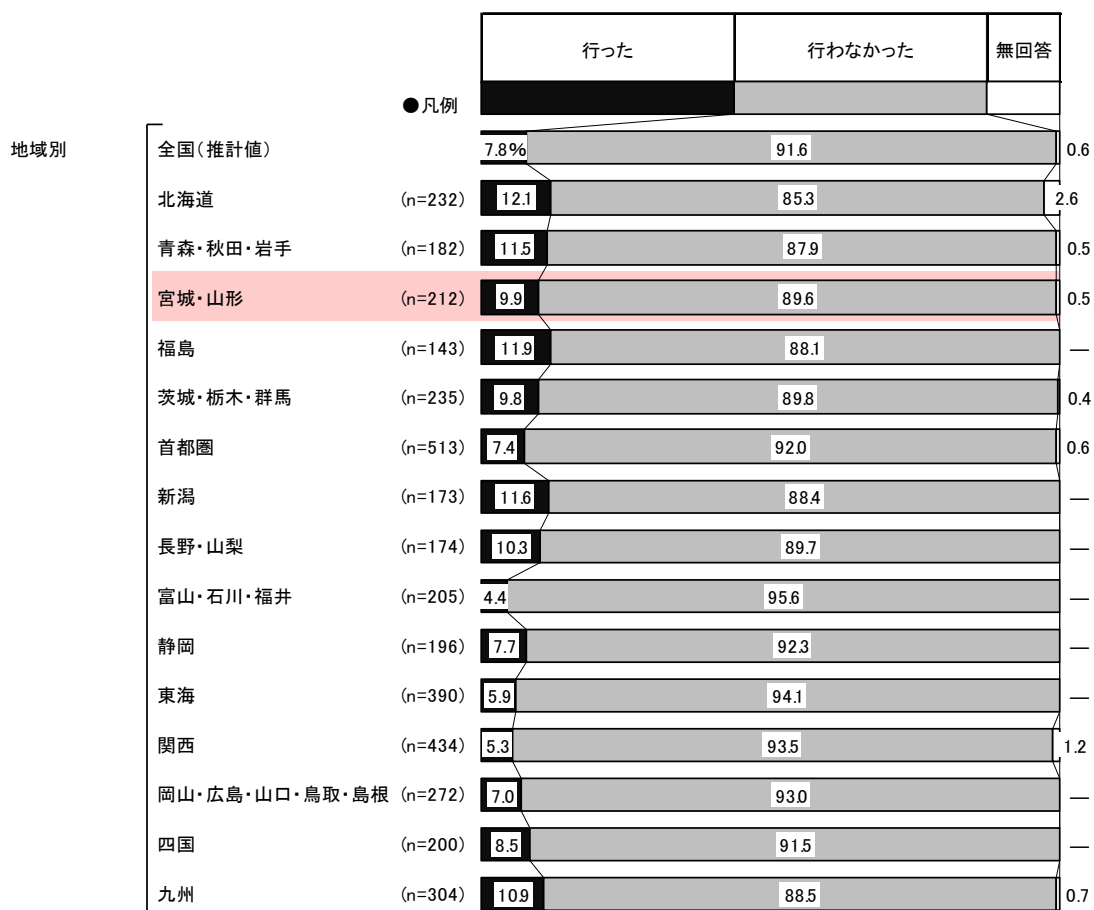 行った 行わなかった 無回答
●凡例
地域別 全国(推計値) 7.8% 91.6 0.6
北海道 (n=232) 12.1 85.3 2.6
青森・秋田・岩手 (n=182) 11.5 87.9 0.5
宮城・山形 (n=212) 9.9 89.6 0.5
福島 (n=143) 11.9 88.1 ―
茨城・栃木・群馬 (n=235) 9.8 89.8 0.4
首都圏 (n=513) 7.4 92.0 0.6
新潟 (n=173) 11.6 88.4 ―
長野・山梨 (n=174) 10.3 89.7 ―
富山・石川・福井 (n=205) 4.4 95.6 ―
静岡 (n=196) 7.7 92.3 ―
東海 (n=390) 5.9 94.1 ―
関西 (n=434) 5.3 93.5 1.2
岡山・広島・山口・鳥取・島根 (n=272) 7.0 93.0 ―
四国 (n=200) 8.5 91.5 ―
九州 (n=304) 10.9 88.5 0.7